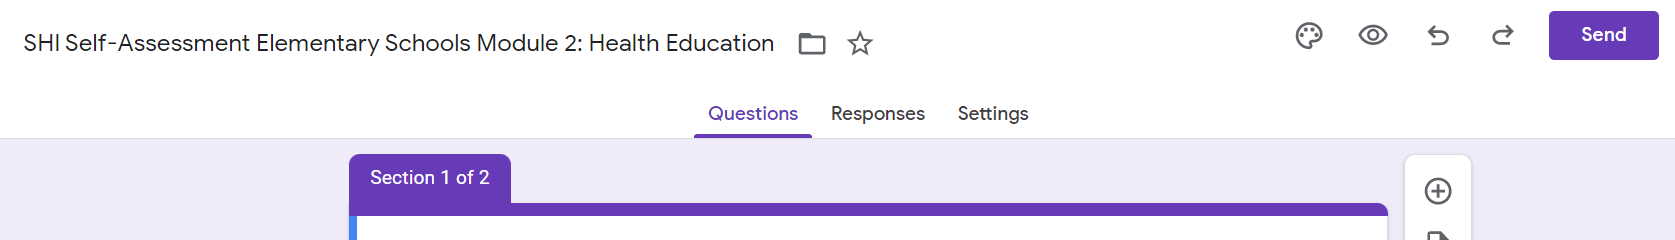 SHI Self-Assessment Elementary Schools Module 2: Health Education
Send
Questions Responses Settings
Section 1 of 2